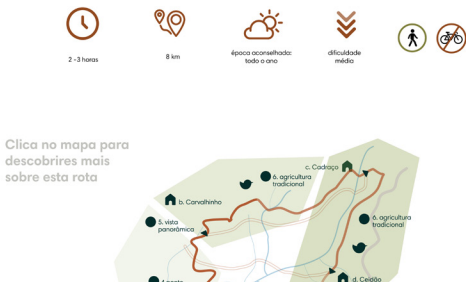 2 -3 horas
8 km
época aconselhada:
todo o ano
dificuldade
média
Clica no mapa para
descobrires mais
sobre esta rota
c. Cadraço
6. agricultura
tradicional
b. Carvalhinho
5. vista
panorâmica
6. agricultura
tradicional
d. Ceidão